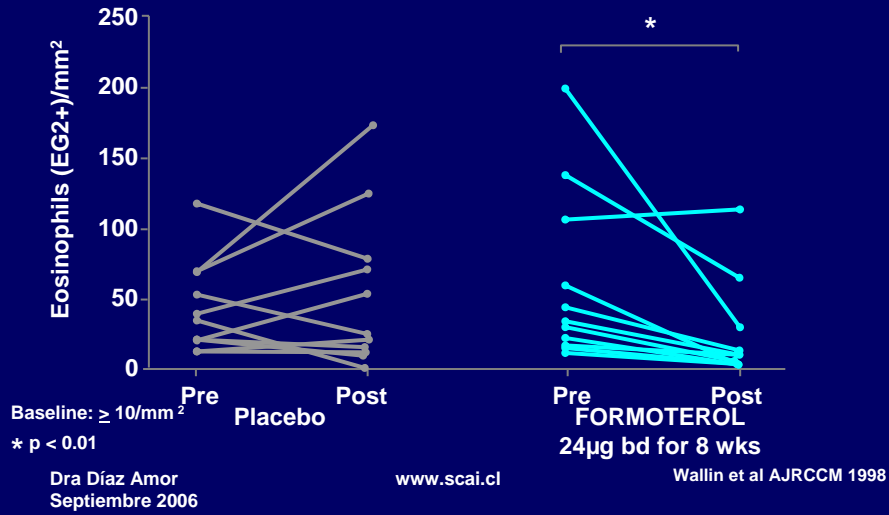 250
200
150
100
50
0
Eosinophils (EG2+)/mm²
*
Pre Post Pre Post
Placebo FORMOTEROL
24µg bd for 8 wks
Baseline: ≥ 10/mm²
* p < 0.01
Dra Díaz Amor www.scai.cl Wallin et al AJRCCM 1998
Septiembre 2006